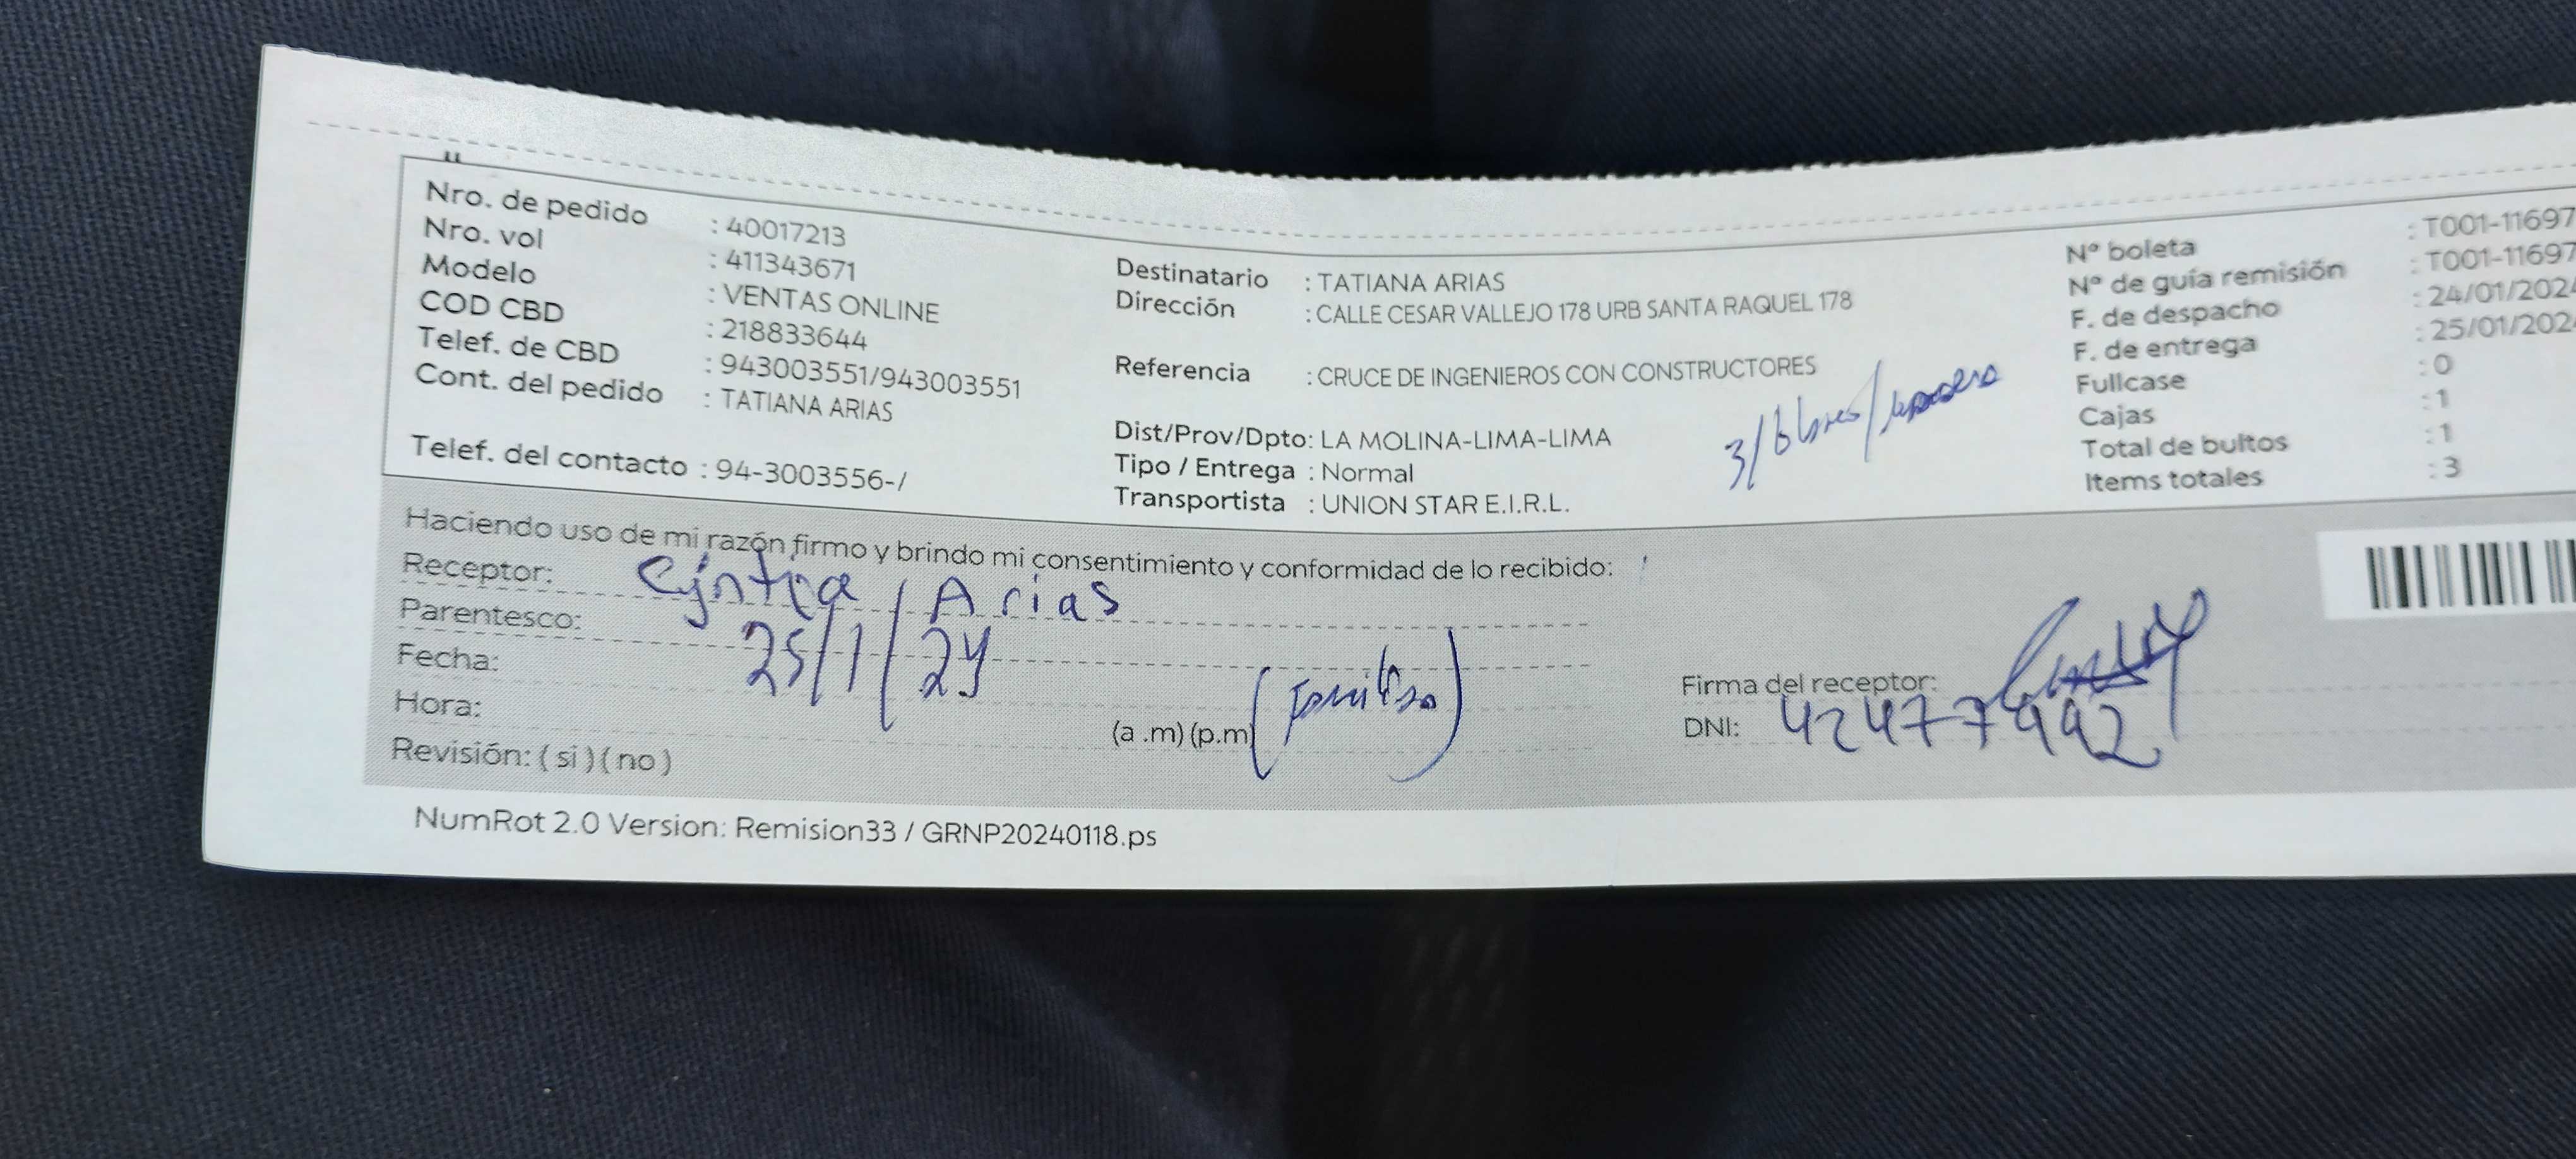 Nro. de pedido : 40017213
Nro. vol : 411343671
Modelo : VENTAS ONLINE
COD CBD : 218833644
Telef. de CBD : 943003551/943003551
Cont. del pedido : TATIANA ARIAS
Telef. del contacto : 94-3003556-/
Destinatario : TATIANA ARIAS
Dirección : CALLE CESAR VALLEJO 178 URB SANTA RAQUEL 178
Referencia : CRUCE DE INGENIEROS CON CONSTRUCTORES
Dist/Prov/Dpto: LA MOLINA-LIMA-LIMA
Tipo / Entrega : Normal
Transportista : UNION STAR E.I.R.L.
3/
Nº boleta : T001-11697
Nº de guía remisión : T001-11697
F. de despacho : 24/01/2024
F. de entrega : 25/01/202
Fullcase : 0
Cajas : 1
Total de bultos : 1
Items totales : 3
Haciendo uso de mi razón firmo y brindo mi consentimiento y conformidad de lo recibido:
Receptor: Cyntia Arias
Parentesco:
Fecha: 25/1/24
Hora: (a .m) (p.m)
Revisión: ( si ) ( no )
Firma del receptor:
DNI: 42477992
NumRot 2.0 Version: Remision33 / GRNP20240118.ps